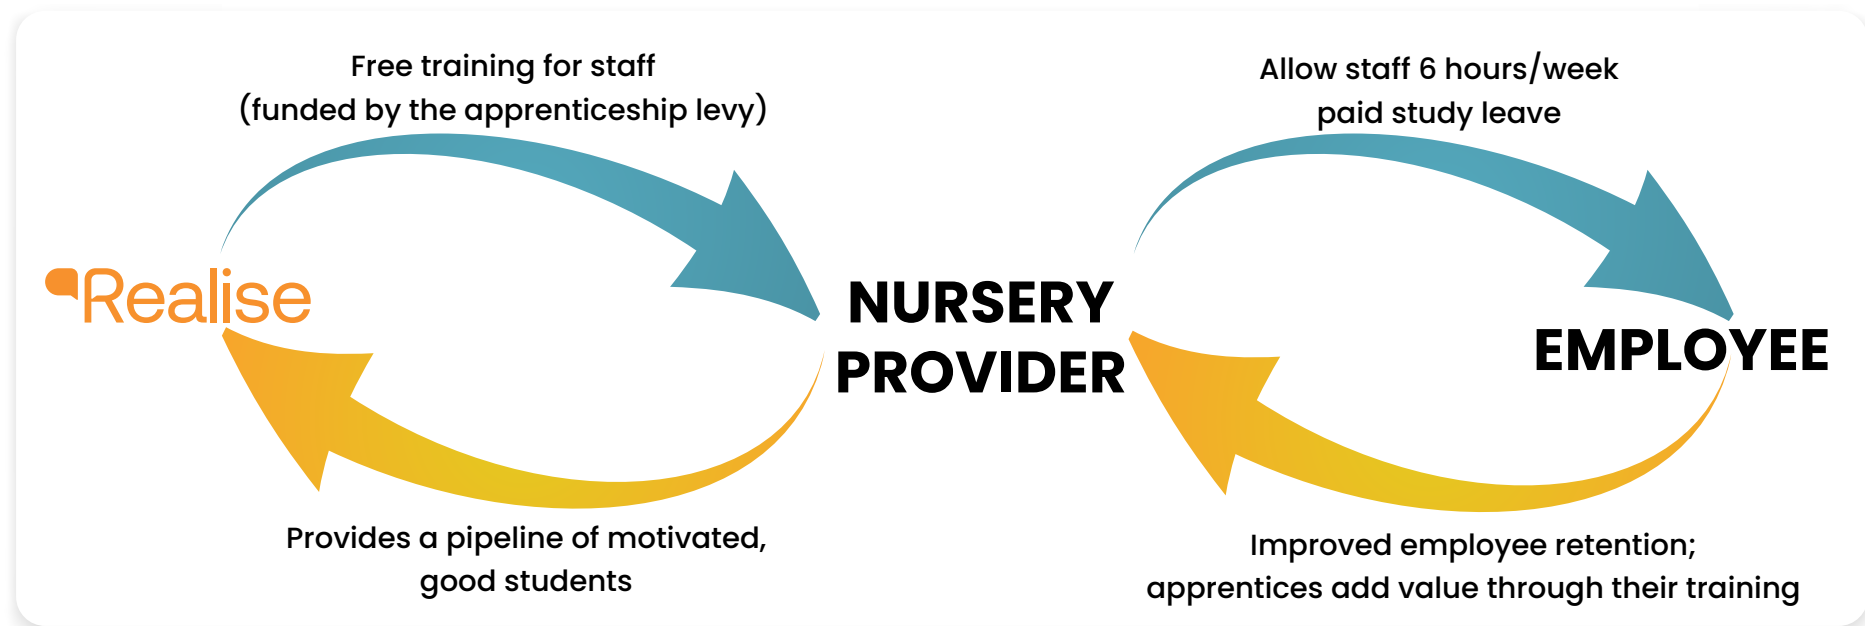 Free training for staff
(funded by the apprenticeship levy)
Allow staff 6 hours/week
paid study leave
Realise
NURSERY
PROVIDER
EMPLOYEE
Provides a pipeline of motivated,
good students
Improved employee retention;
apprentices add value through their training